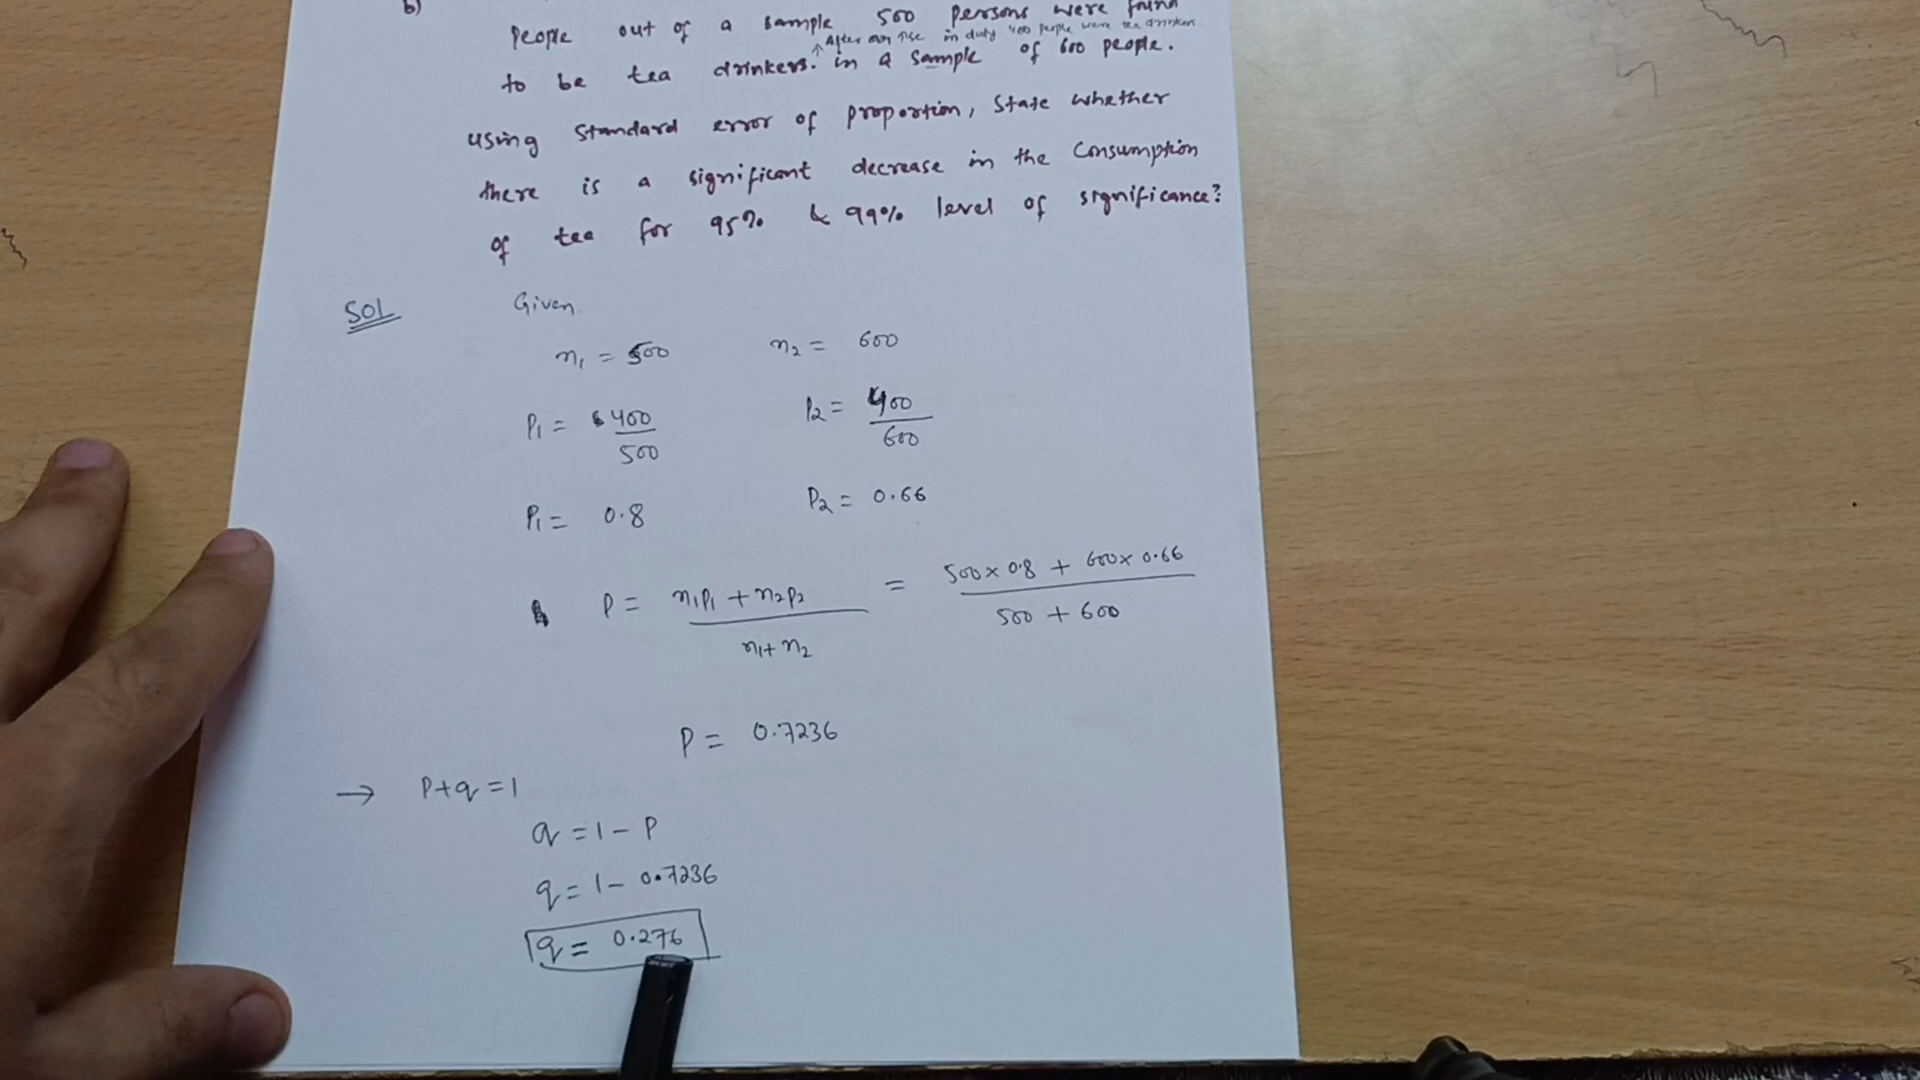 b)
people out of a sample 500 persons were found
After in duty 400 people were tea drinkers
to be tea drinkers. in a sample of 600 people.
using standard error of proportion, state whether
there is a significant decrease in the consumption
of tea for 95% & 99% level of significance?
SOL Given
n₁ = 500 n₂ = 600
P₁ = 400/500 P₂ = 400/600
P₁ = 0.8 P₂ = 0.66
P = n₁p₁ + n₂p₂ / n₁+n₂ = 500 x 0.8 + 600 x 0.66 / 500 + 600
P = 0.7236
→ P+q = 1
q = 1 - P
q = 1 - 0.7236
q = 0.276